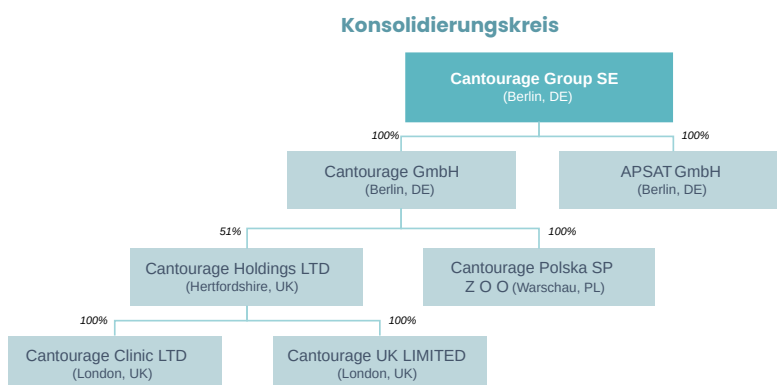 Konsolidierungskreis
Cantourage Group SE
(Berlin, DE)
100%
100%
Cantourage GmbH
(Berlin, DE)
APSAT GmbH
(Berlin, DE)
51%
100%
Cantourage Holdings LTD
(Hertfordshire, UK)
Cantourage Polska SP
Z O O (Warschau, PL)
100%
100%
Cantourage Clinic LTD
(London, UK)
Cantourage UK LIMITED
(London, UK)